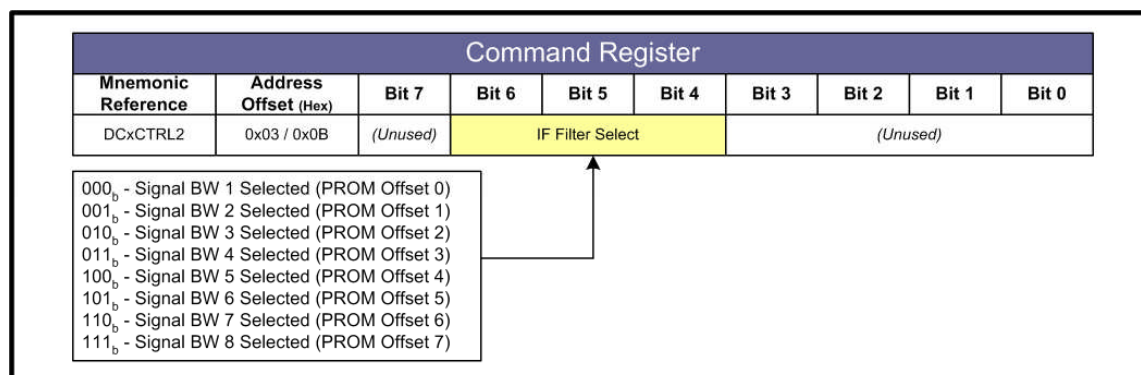 Command Register
Mnemonic Reference Address Offset (Hex) Bit 7 Bit 6 Bit 5 Bit 4 Bit 3 Bit 2 Bit 1 Bit 0
DCxCTRL2 0x03 / 0x0B (Unused) IF Filter Select (Unused)
000b - Signal BW 1 Selected (PROM Offset 0)
001b - Signal BW 2 Selected (PROM Offset 1)
010b - Signal BW 3 Selected (PROM Offset 2)
011b - Signal BW 4 Selected (PROM Offset 3)
100b - Signal BW 5 Selected (PROM Offset 4)
101b - Signal BW 6 Selected (PROM Offset 5)
110b - Signal BW 7 Selected (PROM Offset 6)
111b - Signal BW 8 Selected (PROM Offset 7)